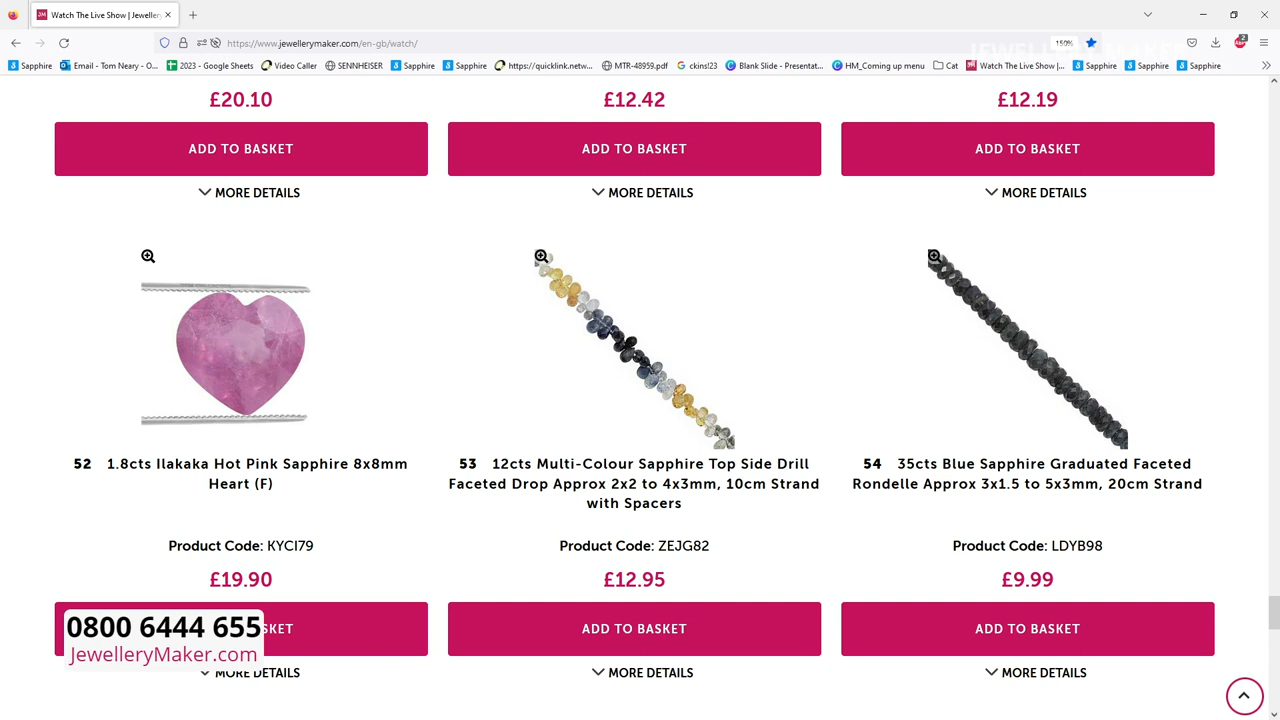 Watch The Live Show | Jeweller
https://www.jewellerymaker.com/en-gb/watch/
150%
2
JEWELLERYMAKER
Sapphire
Email - Tom Neary - O...
2023 - Google Sheets
Video Caller
SENNHEISER
Sapphire
Sapphire
https://quicklink.netw...
MTR-48959.pdf
ckins!23
Blank Slide - Presentat...
HM_Coming up menu
Cat
Watch The Live Show |...
Sapphire
Sapphire
Sapphire
£20.10
£12.42
£12.19
ADD TO BASKET
ADD TO BASKET
ADD TO BASKET
MORE DETAILS
MORE DETAILS
MORE DETAILS
52 1.8cts Ilakaka Hot Pink Sapphire 8x8mm
Heart (F)
53 12cts Multi-Colour Sapphire Top Side Drill
Faceted Drop Approx 2x2 to 4x3mm, 10cm Strand
with Spacers
54 35cts Blue Sapphire Graduated Faceted
Rondelle Approx 3x1.5 to 5x3mm, 20cm Strand
Product Code: KYCI79
Product Code: ZEJG82
Product Code: LDYB98
£19.90
£12.95
£9.99
SKET
ADD TO BASKET
ADD TO BASKET
0800 6444 655
JewelleryMaker.com
MORE DETAILS
MORE DETAILS
MORE DETAILS